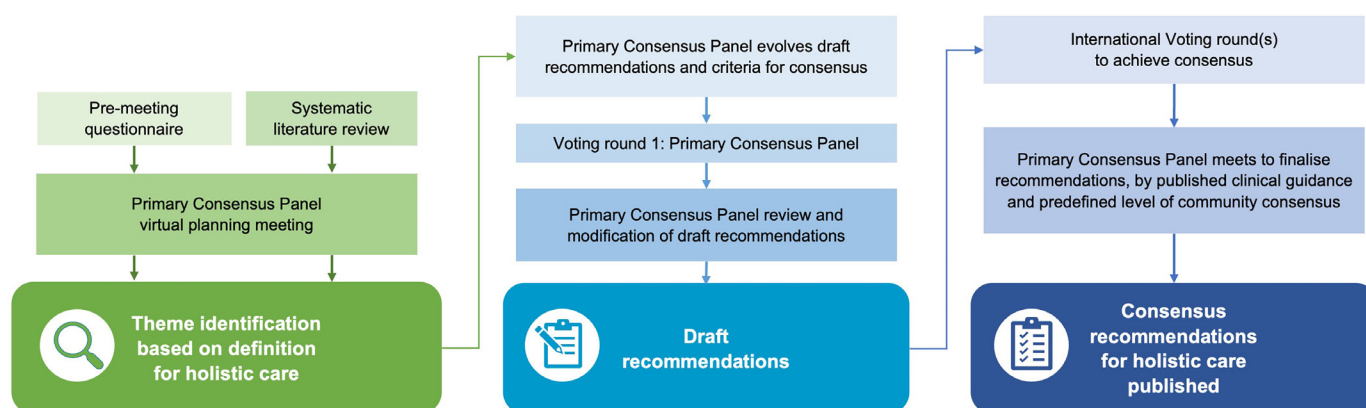 Pre-meeting
questionnaire
Systematic
literature review
Primary Consensus Panel
virtual planning meeting
Theme identification
based on definition
for holistic care
Primary Consensus Panel evolves draft
recommendations and criteria for consensus
Voting round 1: Primary Consensus Panel
Primary Consensus Panel review and
modification of draft recommendations
Draft
recommendations
International Voting round(s)
to achieve consensus
Primary Consensus Panel meets to finalise
recommendations, by published clinical guidance
and predefined level of community consensus
Consensus
recommendations
for holistic care
published